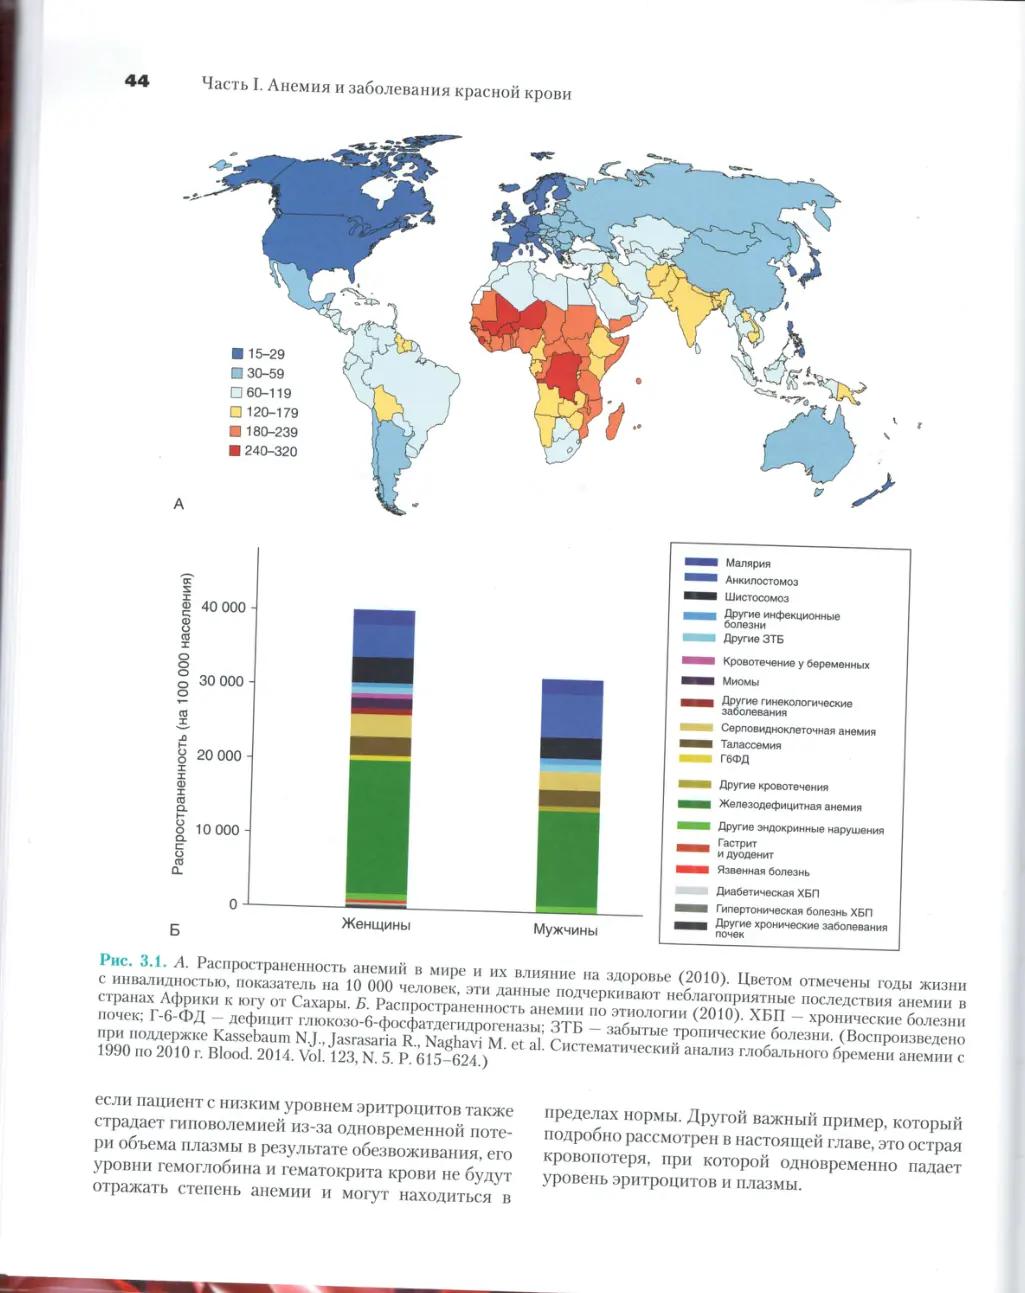 44
Часть I. Анемия и заболевания красной крови
15–29
30–59
60–119
120–179
180–239
240–320
А
Распространенность (на 100 000 населения)
40 000
30 000
20 000
10 000
0
Женщины
Мужчины
Малярия
Анкилостомоз
Шистосомоз
Другие инфекционные
болезни
Другие ЗТБ
Кровотечение у беременных
Миомы
Другие гинекологические
заболевания
Серповидноклеточная анемия
Талассемия
Г6ФД
Другие кровотечения
Железодефицитная анемия
Другие эндокринные нарушения
Гастрит
и дуоденит
Язвенная болезнь
Диабетическая ХБП
Гипертоническая болезнь ХБП
Другие хронические заболевания
почек
Б
Рис. 3.1. А. Распространенность анемий в мире и их влияние на здоровье (2010). Цветом отмечены годы жизни
с инвалидностью, показатель на 10 000 человек, эти данные подчеркивают неблагоприятные последствия анемии в
странах Африки к югу от Сахары. Б. Распространенность анемии по этиологии (2010). ХБП — хронические болезни
почек; Г-6-ФД — дефицит глюкозо-6-фосфатдегидрогеназы; ЗТБ — забытые тропические болезни. (Воспроизведено
при поддержке Kassebaum N.J., Jasrasaria R., Naghavi M. et al. Систематический анализ глобального бремени анемии с
1990 по 2010 г. Blood. 2014. Vol. 123, N. 5. P. 615–624.)
если пациент с низким уровнем эритроцитов также
страдает гиповолемией из-за одновременной поте-
ри объема плазмы в результате обезвоживания, его
уровни гемоглобина и гематокрита крови не будут
отражать степень анемии и могут находиться в
пределах нормы. Другой важный пример, который
подробно рассмотрен в настоящей главе, это острая
кровопотеря, при которой одновременно падает
уровень эритроцитов и плазмы.